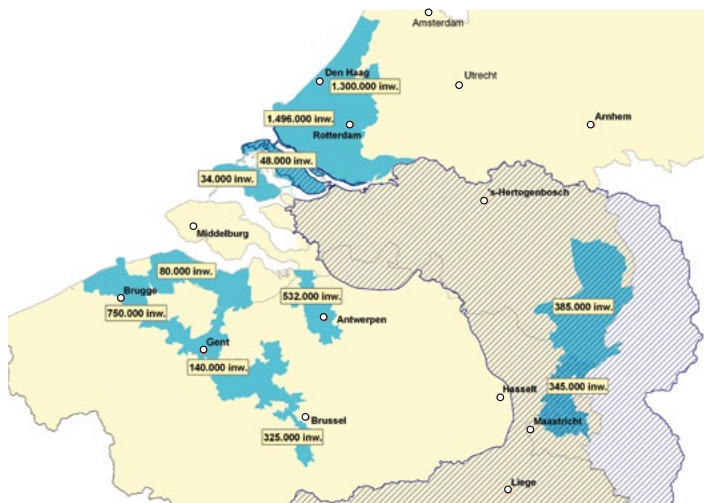 Amsterdam
Den Haag
Utrecht
1.300.000 inw.
1.496.000 inw.
Rotterdam
Arnhem
48.000 inw.
34.000 inw.
's-Hertogenbosch
Middelburg
80.000 inw.
Brugge
532.000 inw.
385.000 inw.
750.000 inw.
Antwerpen
Gent
140.000 inw.
345.000 inw.
Hasselt
Brussel
Maastricht
325.000 inw.
Liege